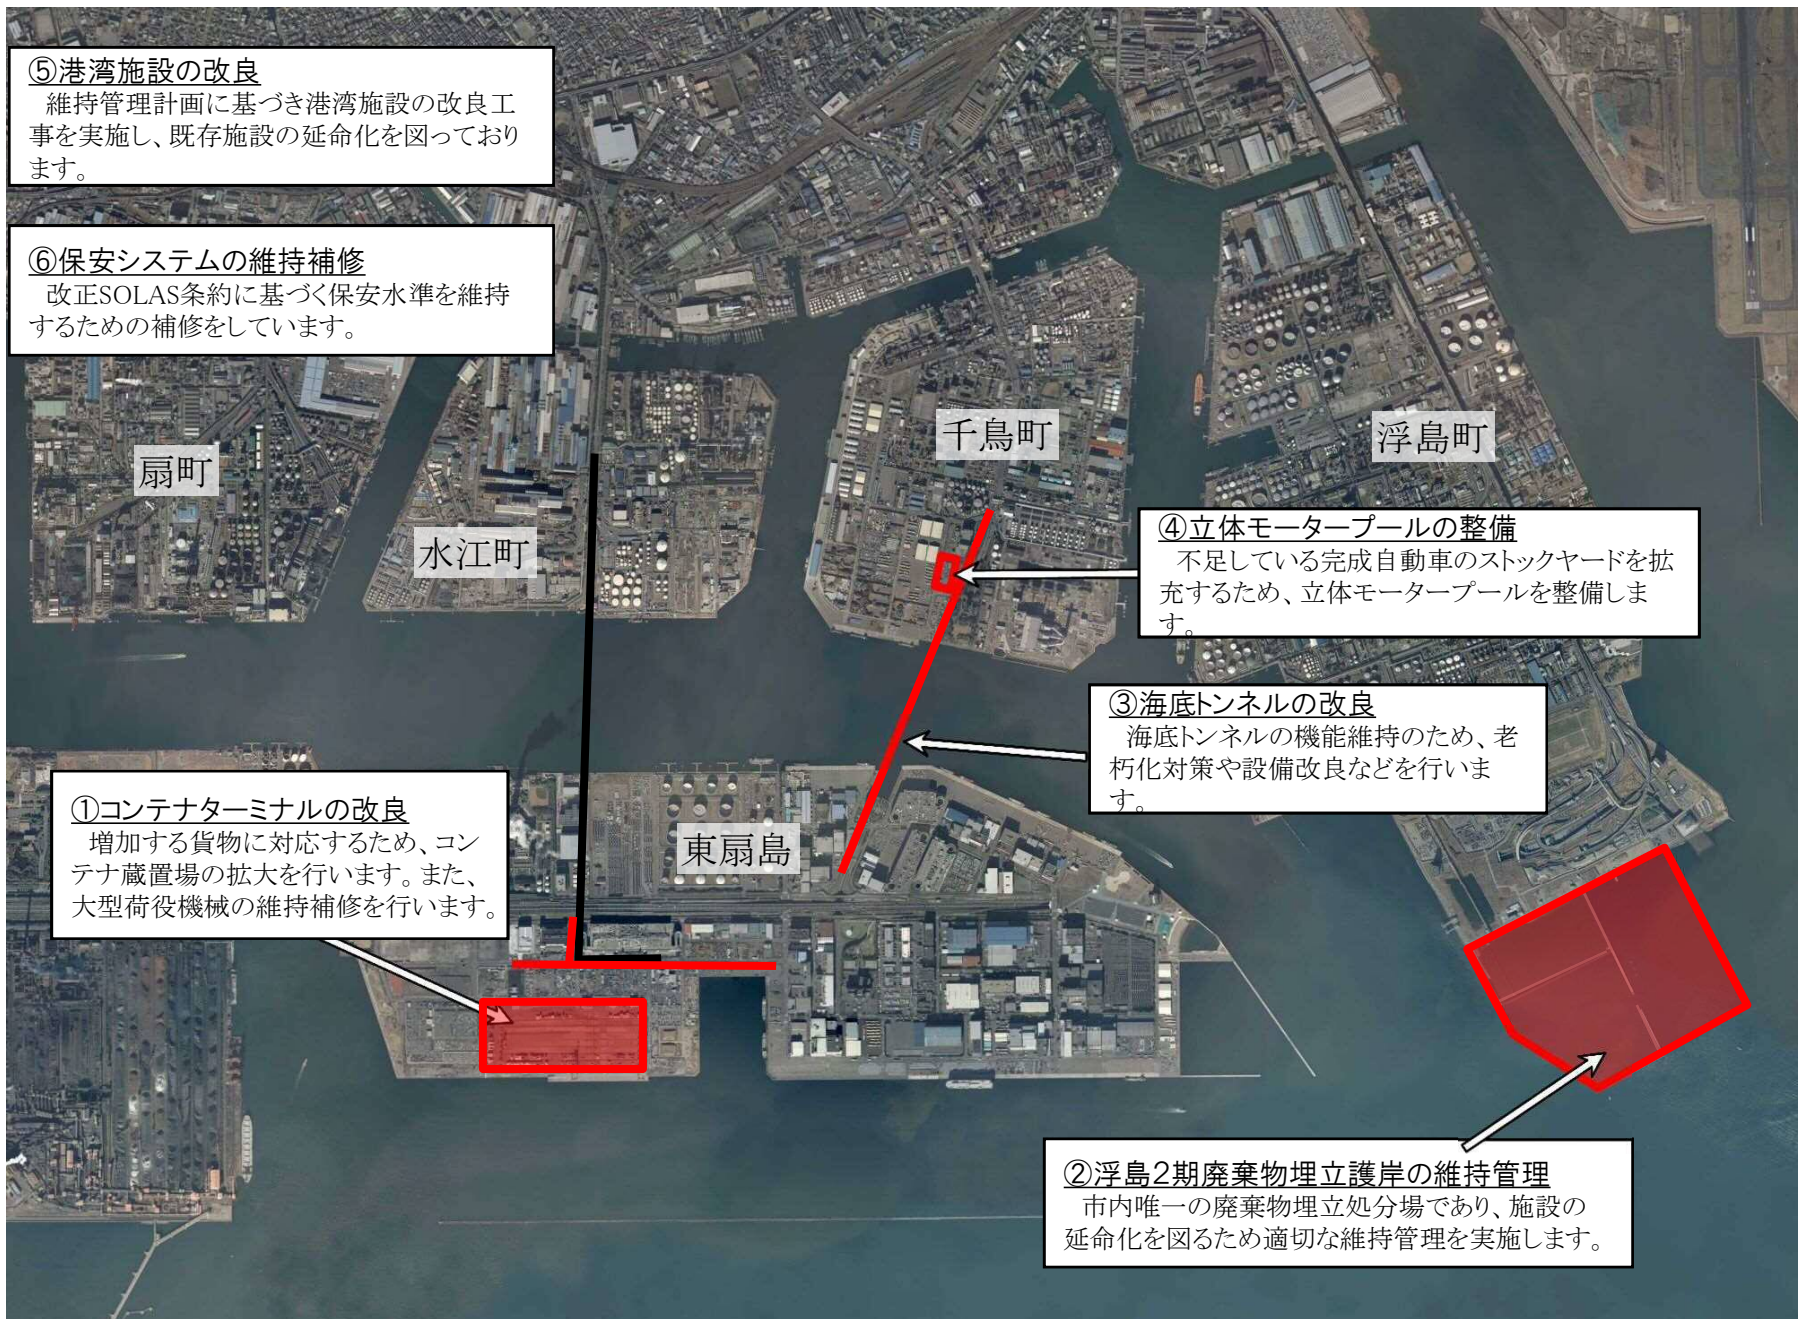 ⑤港湾施設の改良
維持管理計画に基づき港湾施設の改良工
事を実施し、既存施設の延命化を図っており
ます。
⑥保安システムの維持補修
改正SOLAS条約に基づく保安水準を維持
するための補修をしています。
扇町
水江町
千鳥町
浮島町
④立体モータープールの整備
不足している完成自動車のストックヤードを拡
充するため、立体モータープールを整備しま
す。
③海底トンネルの改良
海底トンネルの機能維持のため、老
朽化対策や設備改良などを行いま
す。
①コンテナターミナルの改良
増加する貨物に対応するため、コン
テナ蔵置場の拡大を行います。また、
大型荷役機械の維持補修を行います。
東扇島
②浮島2期廃棄物埋立護岸の維持管理
市内唯一の廃棄物埋立処分場であり、施設の
延命化を図るため適切な維持管理を実施します。